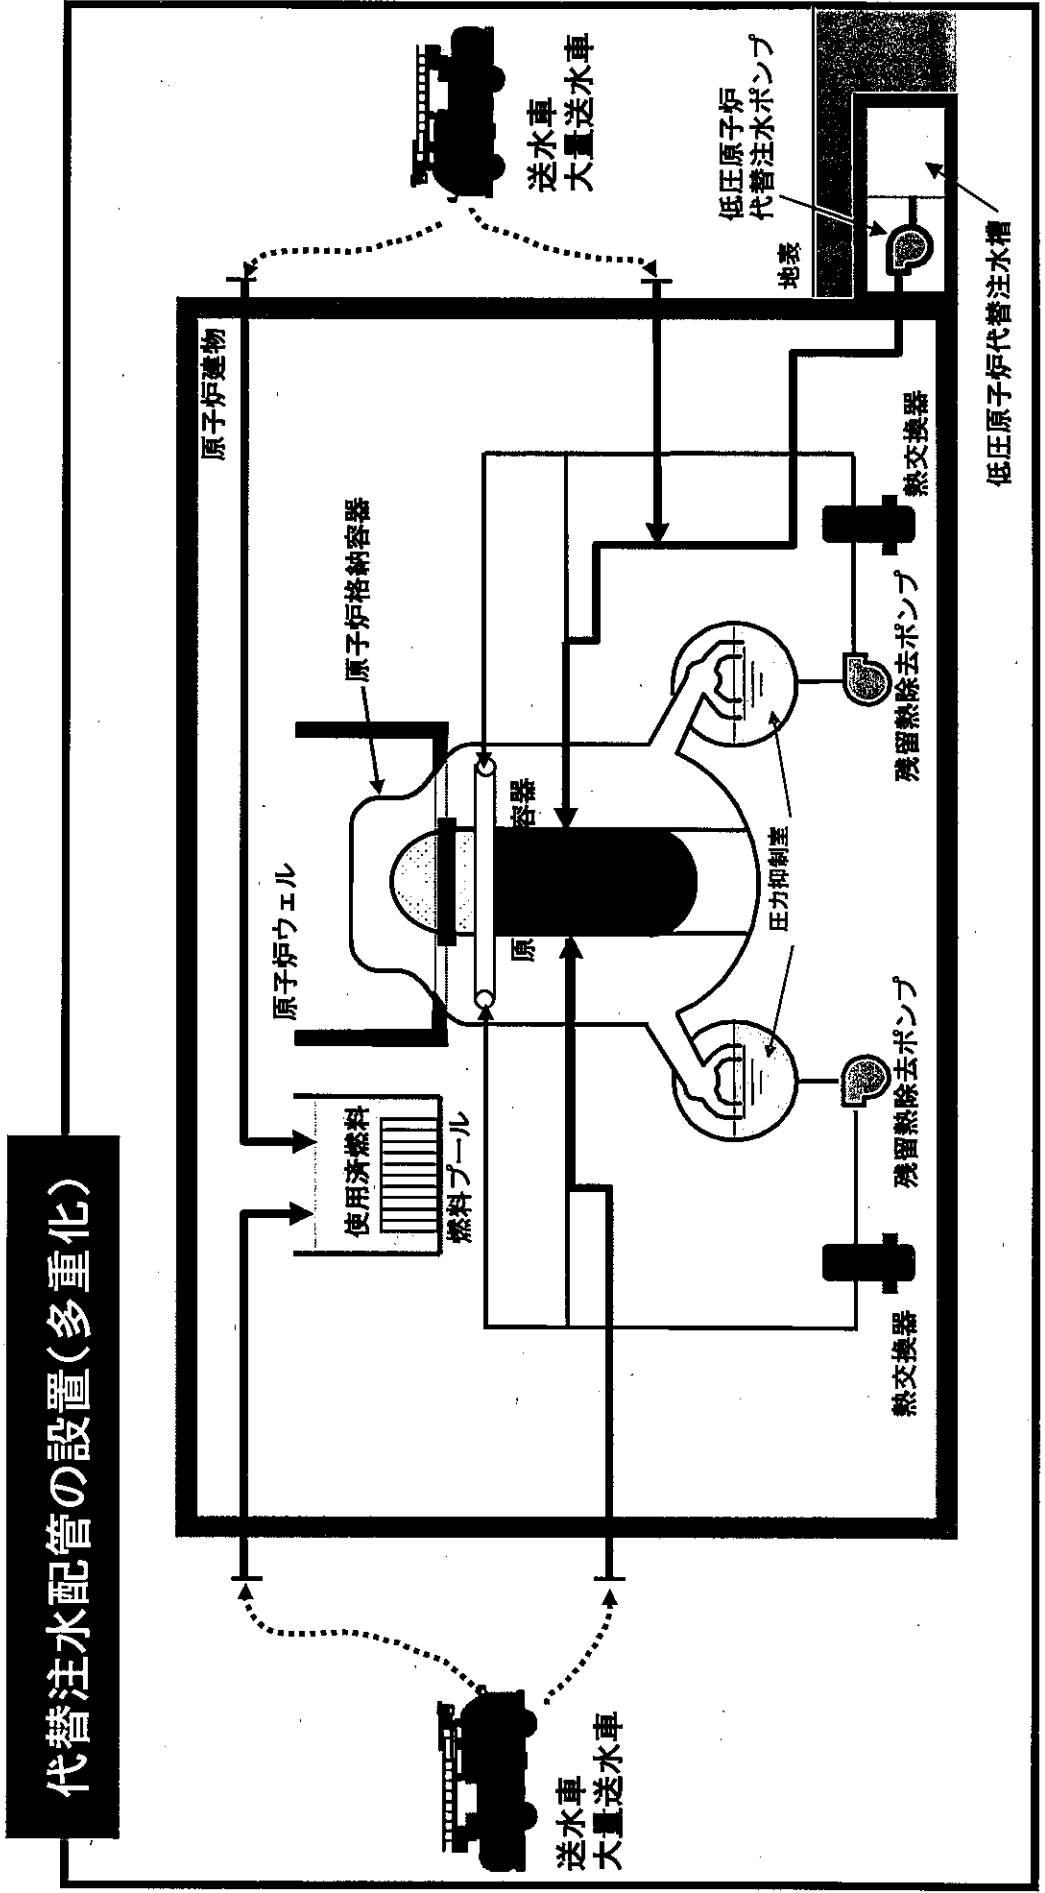 代替注水配管の設置(多重化)
原子炉建物
原子炉格納容器
原子炉ウェル
使用済燃料
燃料プール
原
容器
圧力抑制室
送水車
大量送水車
送水車
大量送水車
地表
低圧原子炉
代替注水ポンプ
低圧原子炉代替注水槽
熱交換器
残留熱除去ポンプ
残留熱除去ポンプ
熱交換器